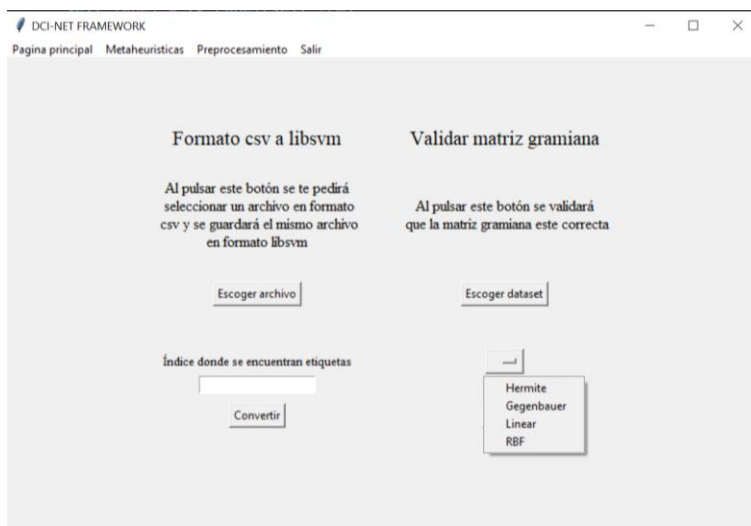 DCI-NET FRAMEWORK
Pagina principal Metaheuristicas Preprocesamiento Salir
Formato csv a libsvm
Al pulsar este botón se te pedirá
seleccionar un archivo en formato
csv y se guardará el mismo archivo
en formato libsvm
Escoger archivo
Índice donde se encuentran etiquetas
Convertir
Validar matriz gramiana
Al pulsar este botón se validará
que la matriz gramiana este correcta
Escoger dataset
Hermite
Gegenbauer
Linear
RBF